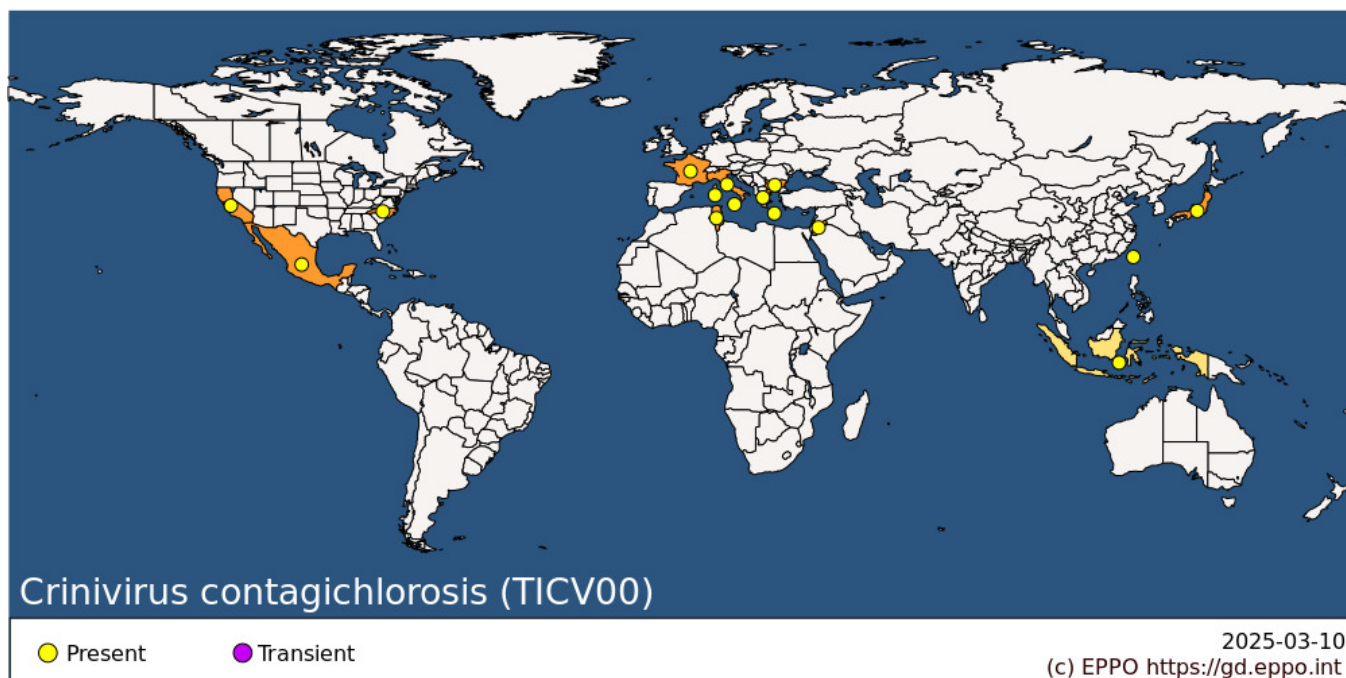 Crinivirus contagichlorosis (TICV00)
Present
Transient
2025-03-10
(c) EPPO https://gd.eppo.int